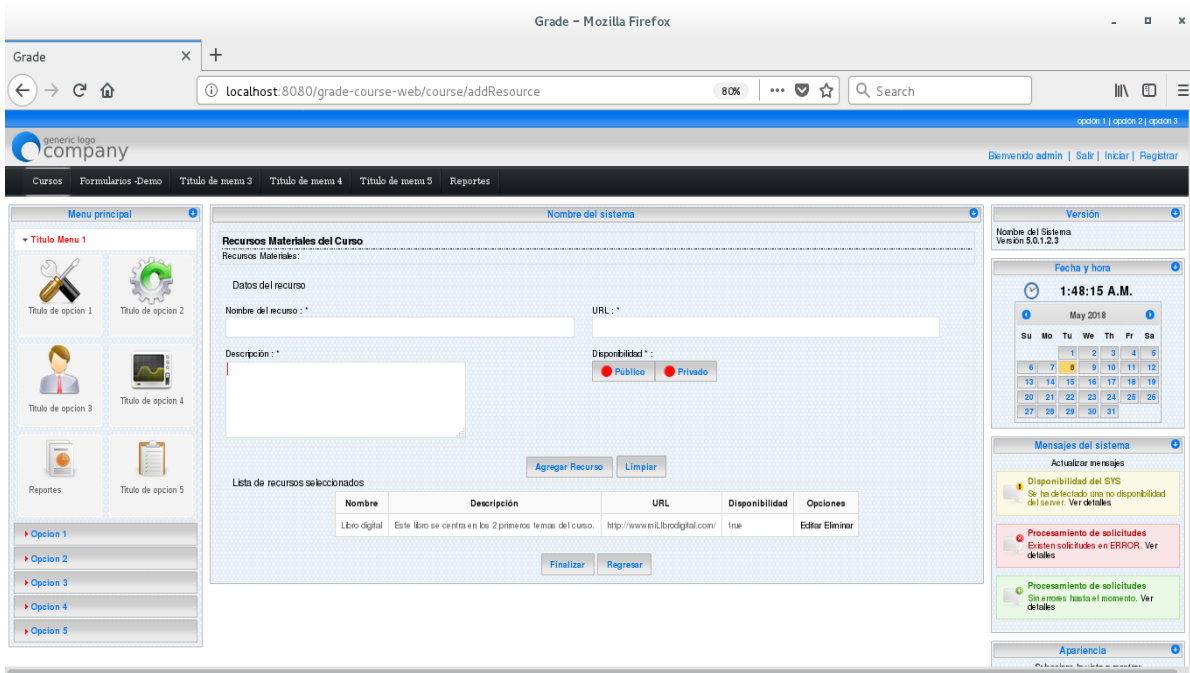 Grade - Mozilla Firefox
Grade
localhost:8080/grade-course-web/course/addResource
80%
Search
opción 1 | opción 2 | opción 3
generic logo
company
Bienvenido admin | Salir | Iniciar | Registrar
Cursos Formularios -Demo Titulo de menu 3 Titulo de menu 4 Titulo de menu 5 Reportes
Menu principal
Titulo Menu 1
Titulo de opcion 1 Titulo de opcion 2
Titulo de opcion 3 Titulo de opcion 4
Reportes Titulo de opcion 5
Opcion 1
Opcion 2
Opcion 3
Opcion 4
Opcion 5
Nombre del sistema
Recursos Materiales del Curso
Recursos Materiales:
Datos del recurso
Nombre del recurso : * URL : *
Descripción : * Disponibilidad * :
Público Privado
Agregar Recurso Limpiar
Lista de recursos seleccionados
Nombre Descripción URL Disponibilidad Opciones
Libro digital Este libro se centra en los 2 primeros temas del curso. http://www.miLIbrodigital.com/ true Editar Eliminar
Finalizar Regresar
Versión
Nombre del Sistema
Versión 5.0.1.2.3
Fecha y hora
1:48:15 A.M.
May 2018
Su Mo Tu We Th Fr Sa
1 2 3 4 5
6 7 8 9 10 11 12
13 14 15 16 17 18 19
20 21 22 23 24 25 26
27 28 29 30 31
Mensajes del sistema
Actualizar mensajes
Disponibilidad del SYS
Se ha detectado una no disponibilidad
del server. Ver detalles
Procesamiento de solicitudes
Existen solicitudes en ERROR. Ver
detalles
Procesamiento de solicitudes
Sin errores hasta el momento. Ver
detalles
Apariencia